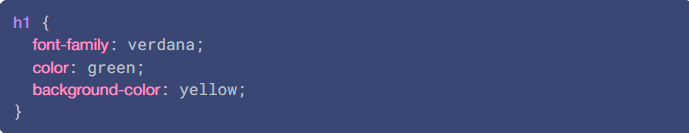 h1 {
  font-family: verdana;
  color: green;
  background-color: yellow;
}